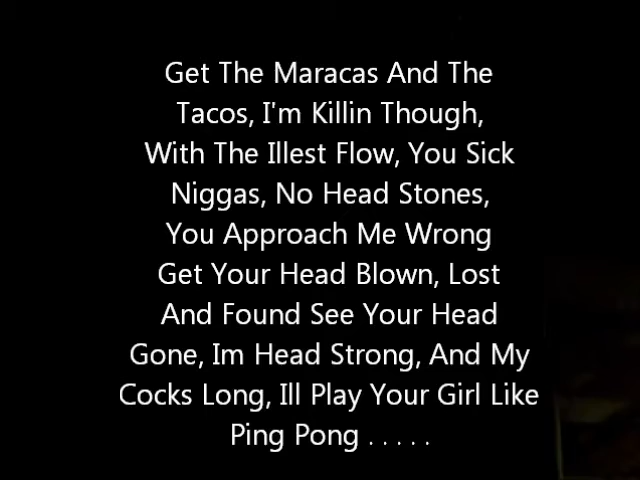 Get The Maracas And The
Tacos, I'm Killin Though,
With The Illest Flow, You Sick
Niggas, No Head Stones,
You Approach Me Wrong
Get Your Head Blown, Lost
And Found See Your Head
Gone, Im Head Strong, And My
Cocks Long, Ill Play Your Girl Like
Ping Pong . . . . .